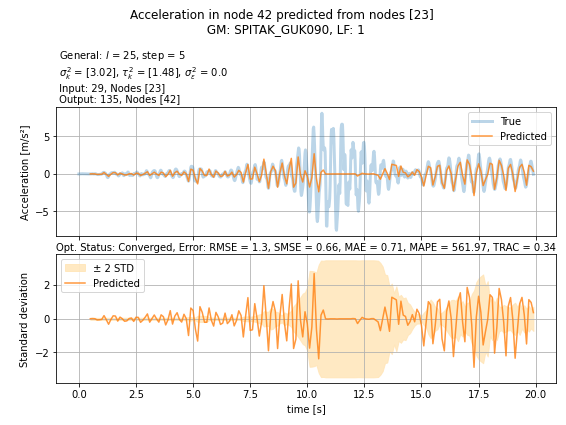 Acceleration in node 42 predicted from nodes [23]
GM: SPITAK_GUK090, LF: 1
General: l = 25, step = 5
σ²ₖ = [3.02], τ²ₖ = [1.48], σ²ε = 0.0
Input: 29, Nodes [23]
Output: 135, Nodes [42]
Acceleration [m/s²]
5
0
−5
True
Predicted
Opt. Status: Converged, Error: RMSE = 1.3, SMSE = 0.66, MAE = 0.71, MAPE = 561.97, TRAC = 0.34
Standard deviation
2
0
−2
± 2 STD
Predicted
0.0 2.5 5.0 7.5 10.0 12.5 15.0 17.5 20.0
time [s]